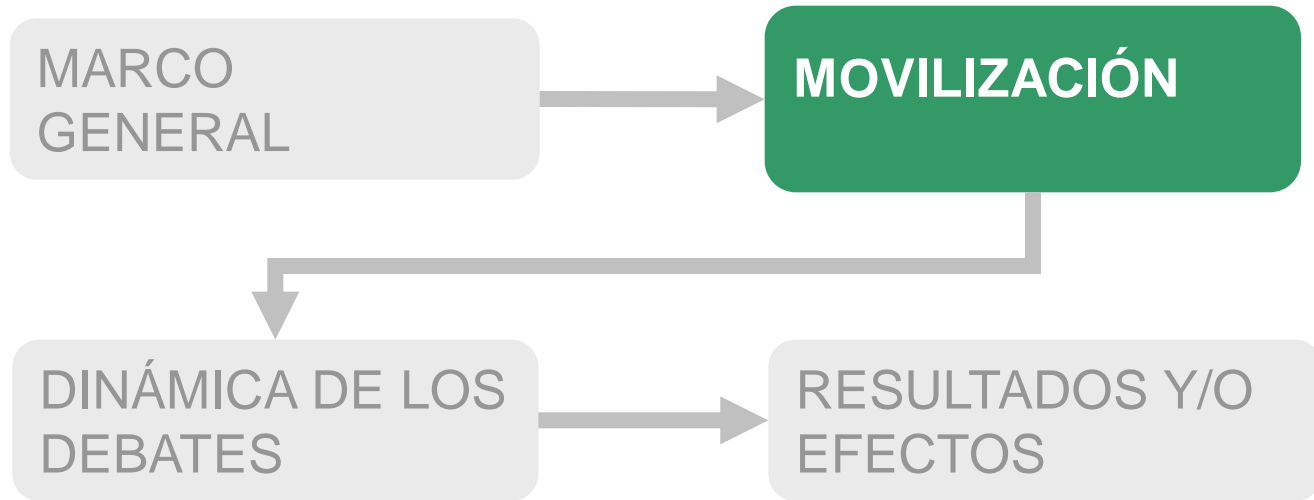 MARCO
GENERAL
MOVILIZACIÓN
DINÁMICA DE LOS
DEBATES
RESULTADOS Y/O
EFECTOS